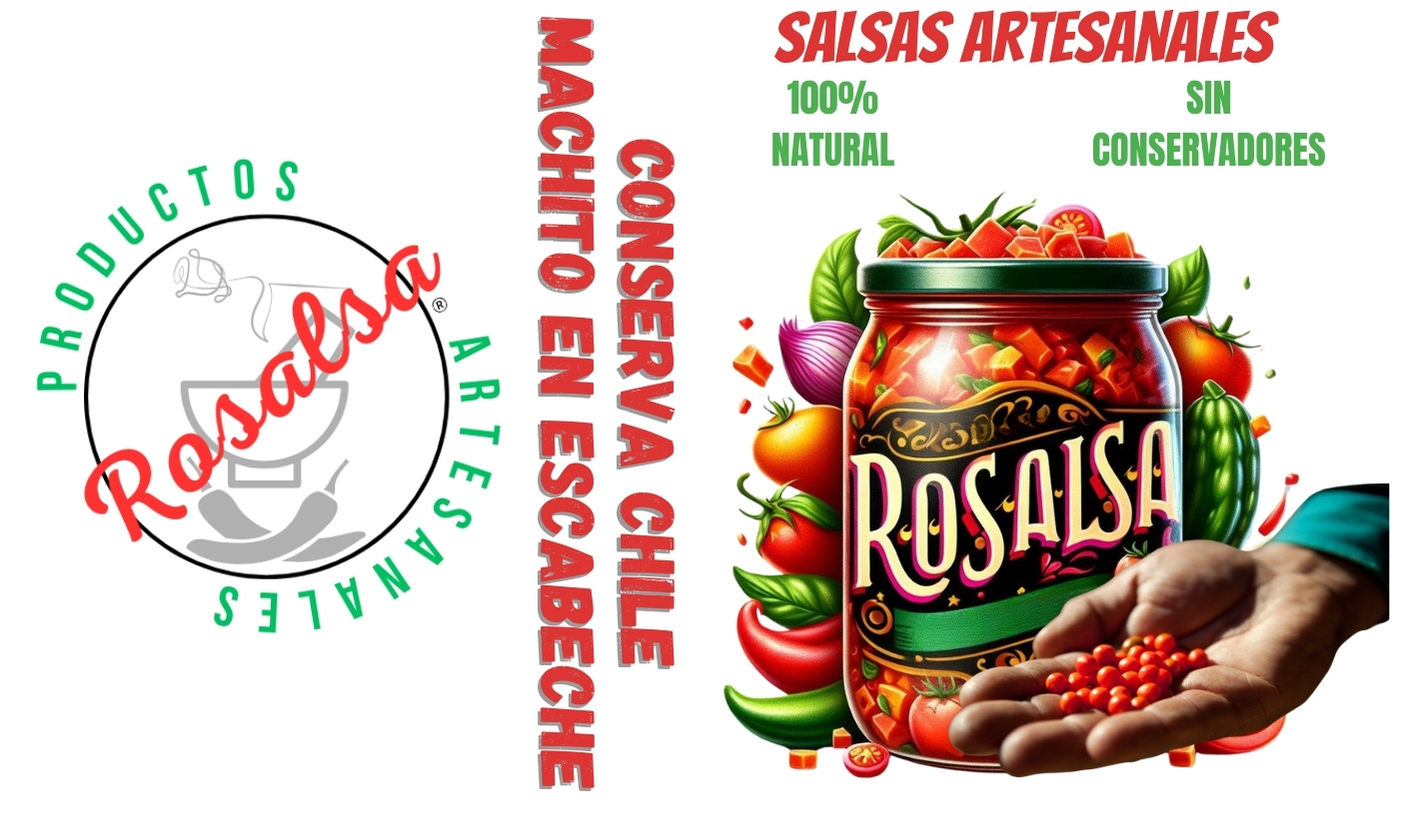 PRODUCTOS ARTESANALES
Rosalsa
®
CONSERVA CHILE
MACHITO EN ESCABECHE
SALSAS ARTESANALES
100%
NATURAL
SIN
CONSERVADORES
ROSALSA